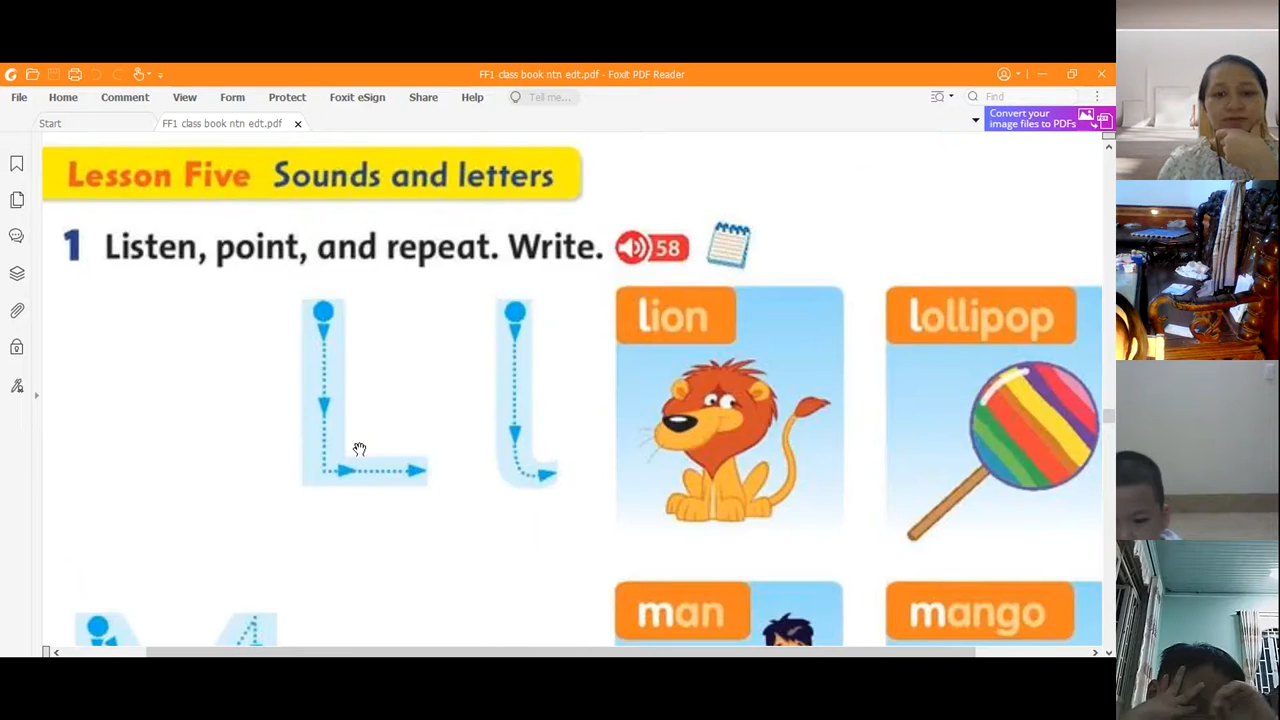 FF1 class book ntn edt.pdf - Foxit PDF Reader
File Home Comment View Form Protect Foxit eSign Share Help Tell me... Find
Start FF1 class book ntn edt.pdf
Convert your
image files to PDFs
Lesson Five Sounds and letters
1 Listen, point, and repeat. Write. 58
L l
lion lollipop
man mango